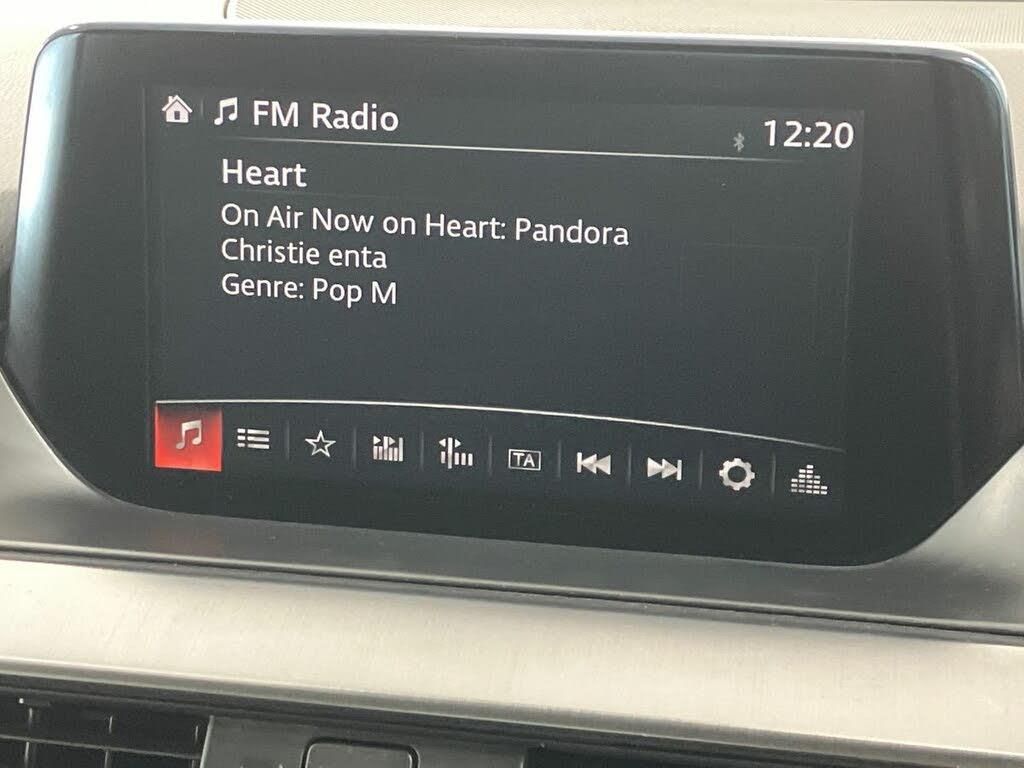 FM Radio
12:20
Heart
On Air Now on Heart: Pandora
Christie enta
Genre: Pop M
TA